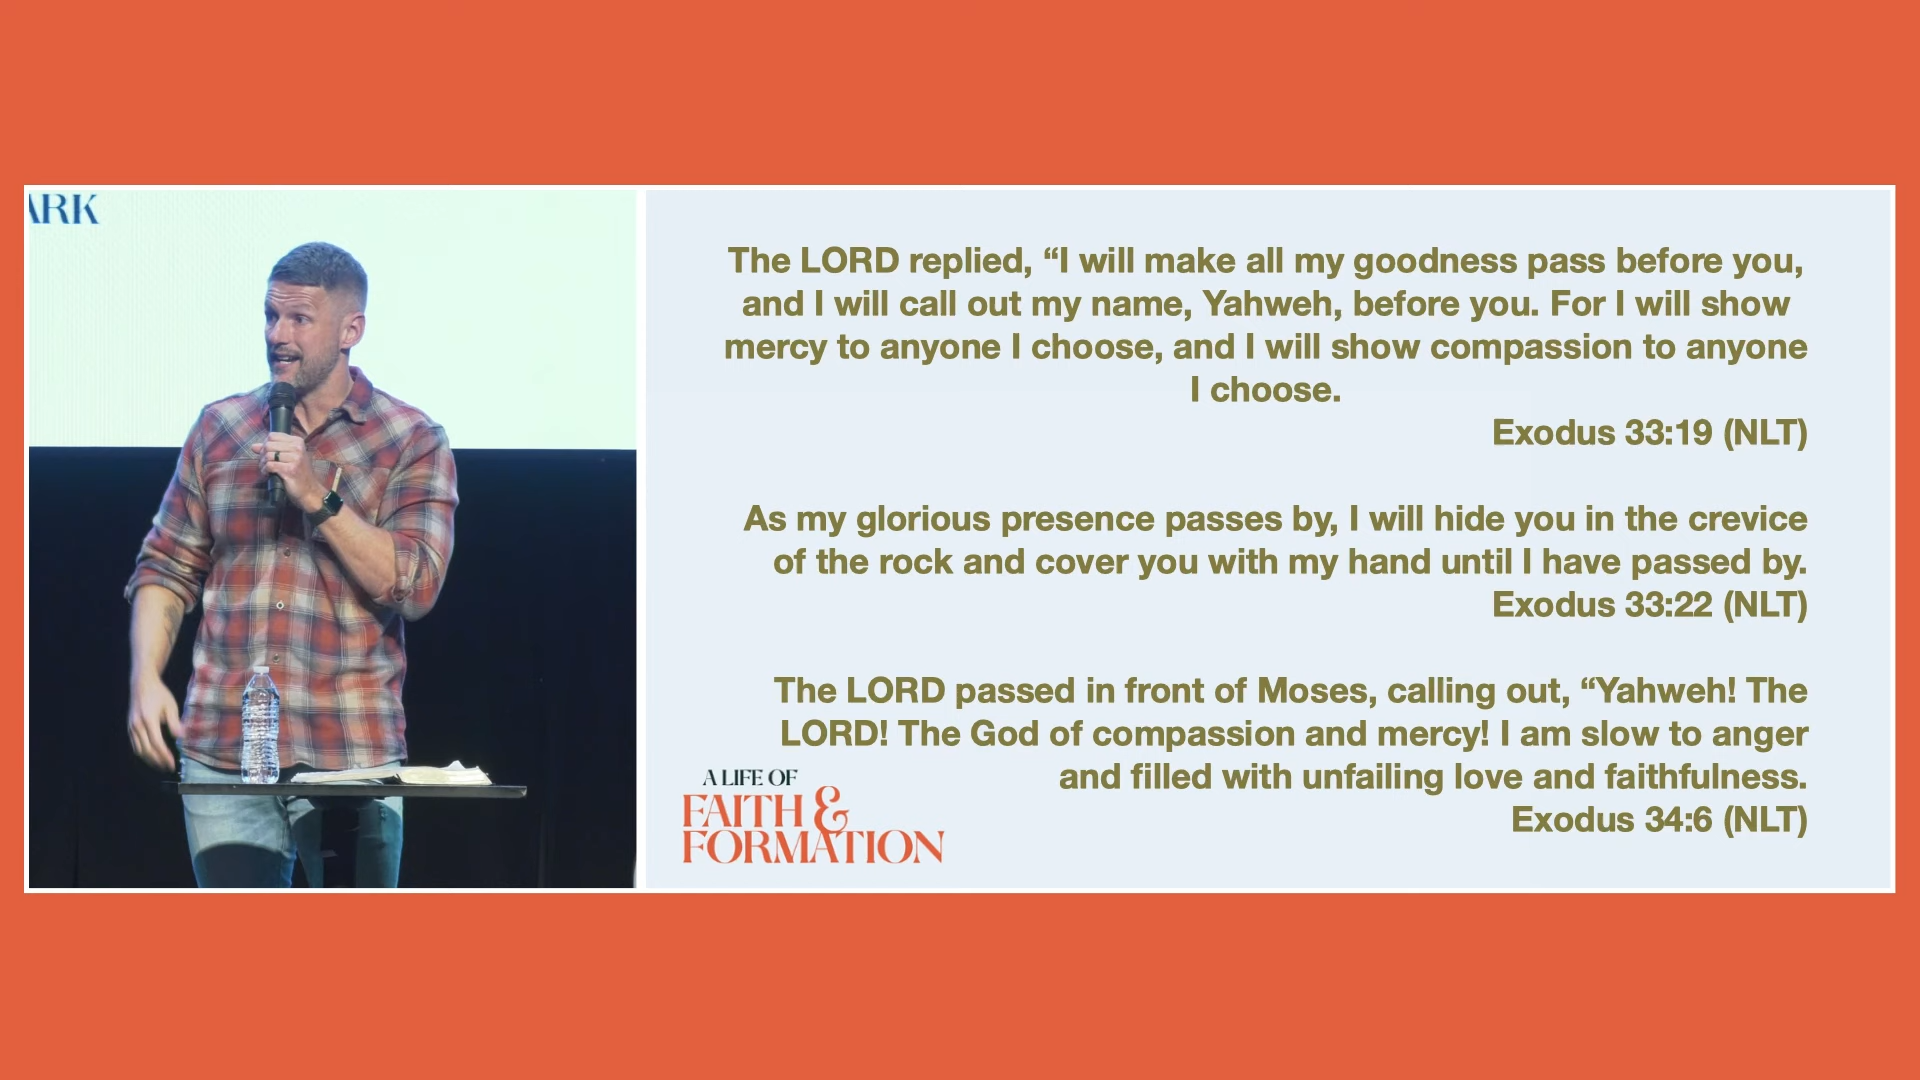 ARK
The LORD replied, “I will make all my goodness pass before you,
and I will call out my name, Yahweh, before you. For I will show
mercy to anyone I choose, and I will show compassion to anyone
I choose.
Exodus 33:19 (NLT)
As my glorious presence passes by, I will hide you in the crevice
of the rock and cover you with my hand until I have passed by.
Exodus 33:22 (NLT)
The LORD passed in front of Moses, calling out, “Yahweh! The
LORD! The God of compassion and mercy! I am slow to anger
and filled with unfailing love and faithfulness.
Exodus 34:6 (NLT)
A LIFE OF
FAITH &
FORMATION